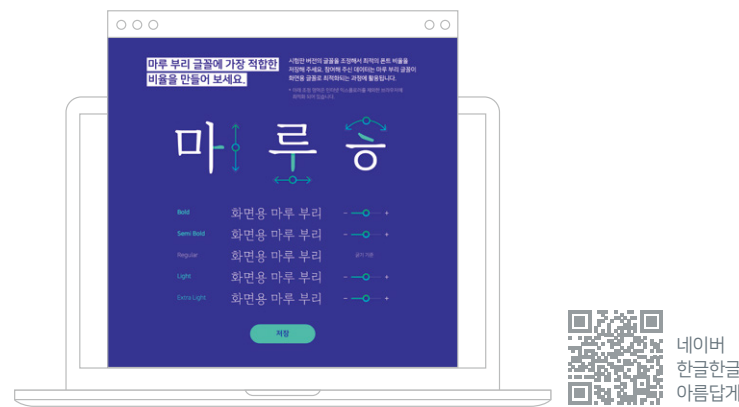 마루 부리 글꼴에 가장 적합한
비율을 만들어 보세요.
시험판 버전의 글꼴을 조정해서 최적의 폰트 비율을
저장해 주세요. 참여해 주신 데이터는 마루 부리 글꼴이
화면용 글꼴로 최적화되는 과정에 활용됩니다.
마루
Bold 화면용 마루 부리 - +
Semi Bold 화면용 마루 부리 - +
Regular 화면용 마루 부리 굵기 기준
Light 화면용 마루 부리 - +
Extra Light 화면용 마루 부리 - +
저장
네이버
한글한글
아름답게